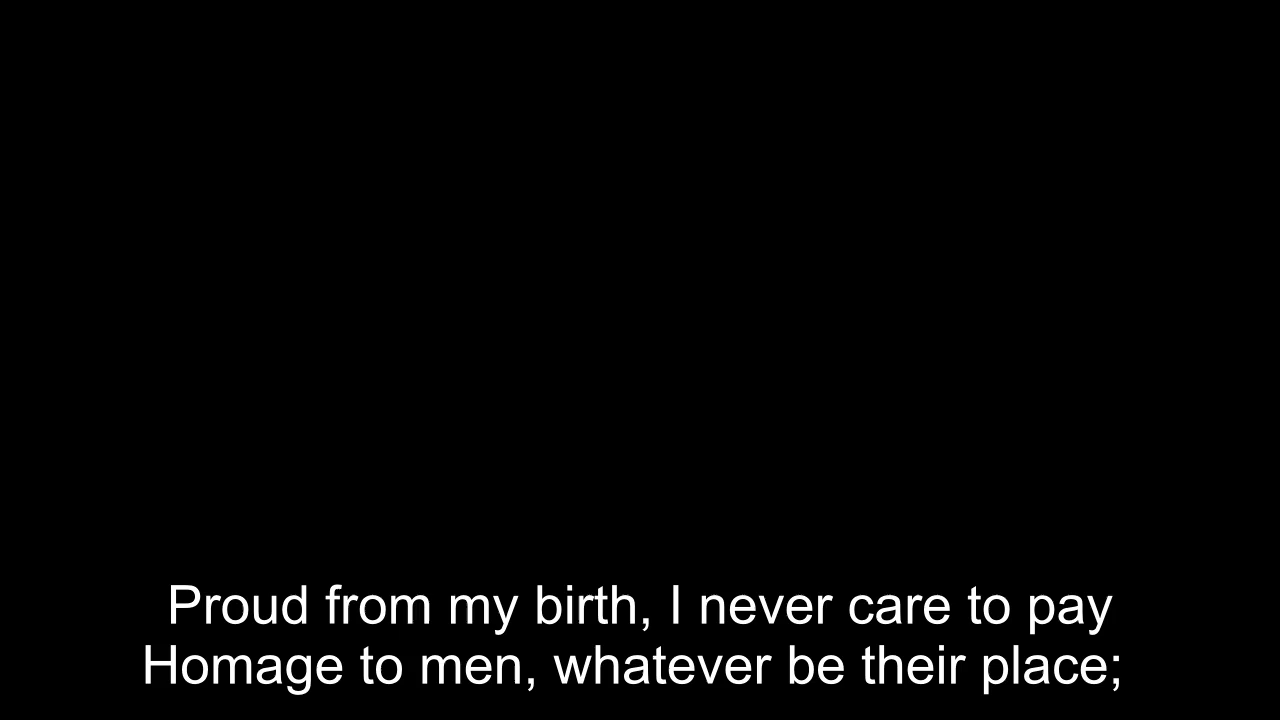 Proud from my birth, I never care to pay
Homage to men, whatever be their place;